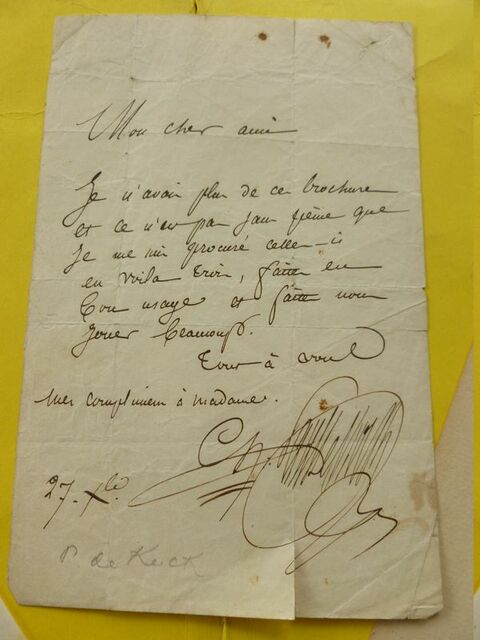 Mon cher ami
Je n'avais plus de ces brochures
et ce n'est pas sans peine que
je me suis procuré celles-ci
en voila trois, faites en
bon usage et faites nous
jouer beaucoup.
Tout à vous
mes compliments à madame.
Ch.
27. Xbre
P de Kock